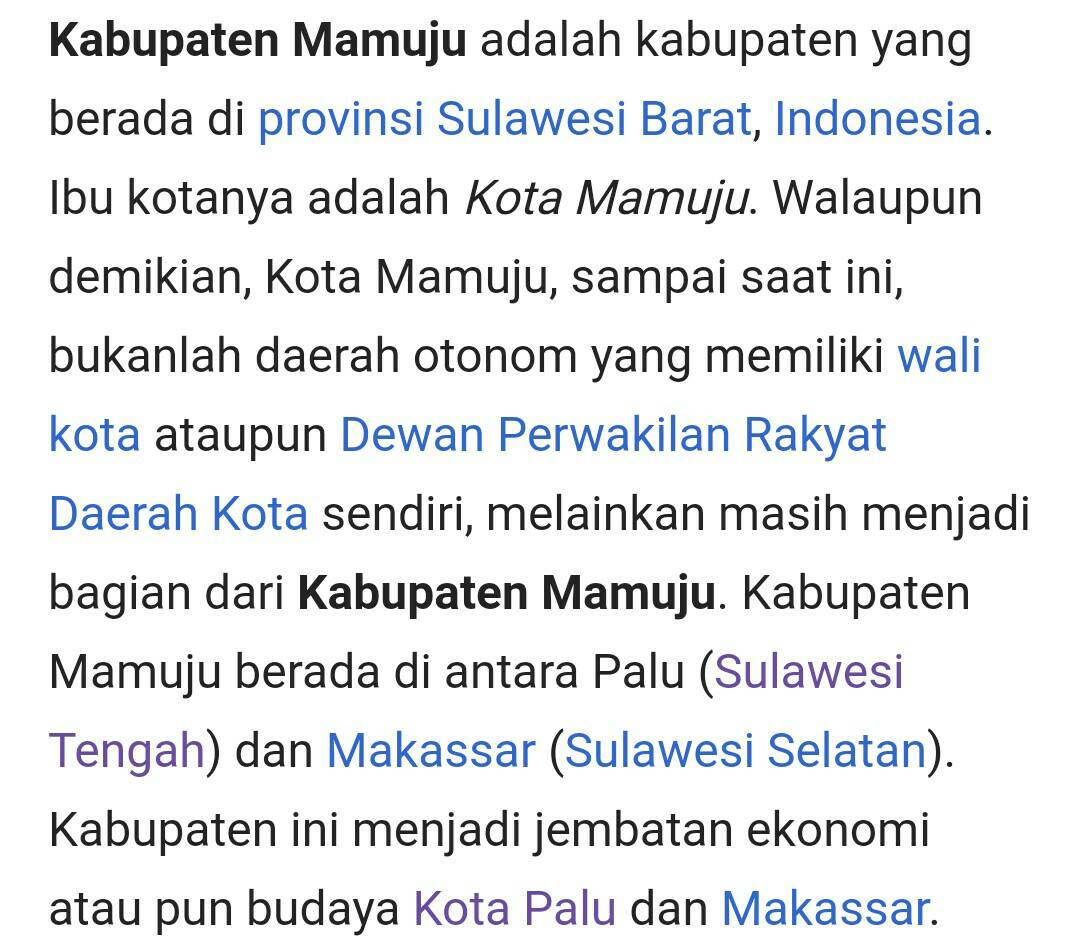 Kabupaten Mamuju adalah kabupaten yang
berada di provinsi Sulawesi Barat, Indonesia.
Ibu kotanya adalah Kota Mamuju. Walaupun
demikian, Kota Mamuju, sampai saat ini,
bukanlah daerah otonom yang memiliki wali
kota ataupun Dewan Perwakilan Rakyat
Daerah Kota sendiri, melainkan masih menjadi
bagian dari Kabupaten Mamuju. Kabupaten
Mamuju berada di antara Palu (Sulawesi
Tengah) dan Makassar (Sulawesi Selatan).
Kabupaten ini menjadi jembatan ekonomi
atau pun budaya Kota Palu dan Makassar.